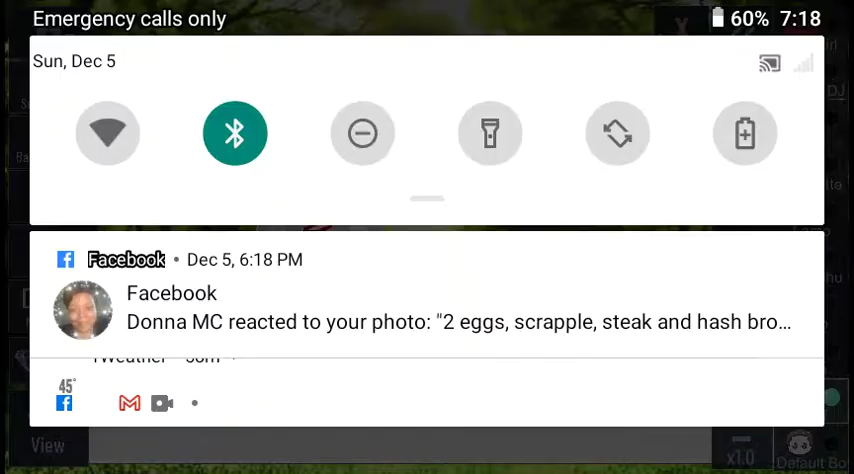 Emergency calls only 60% 7:18
Sun, Dec 5
Facebook • Dec 5, 6:18 PM
Facebook
Donna MC reacted to your photo: "2 eggs, scrapple, steak and hash bro...
45°
View
x1.0
Default Bo
DJ